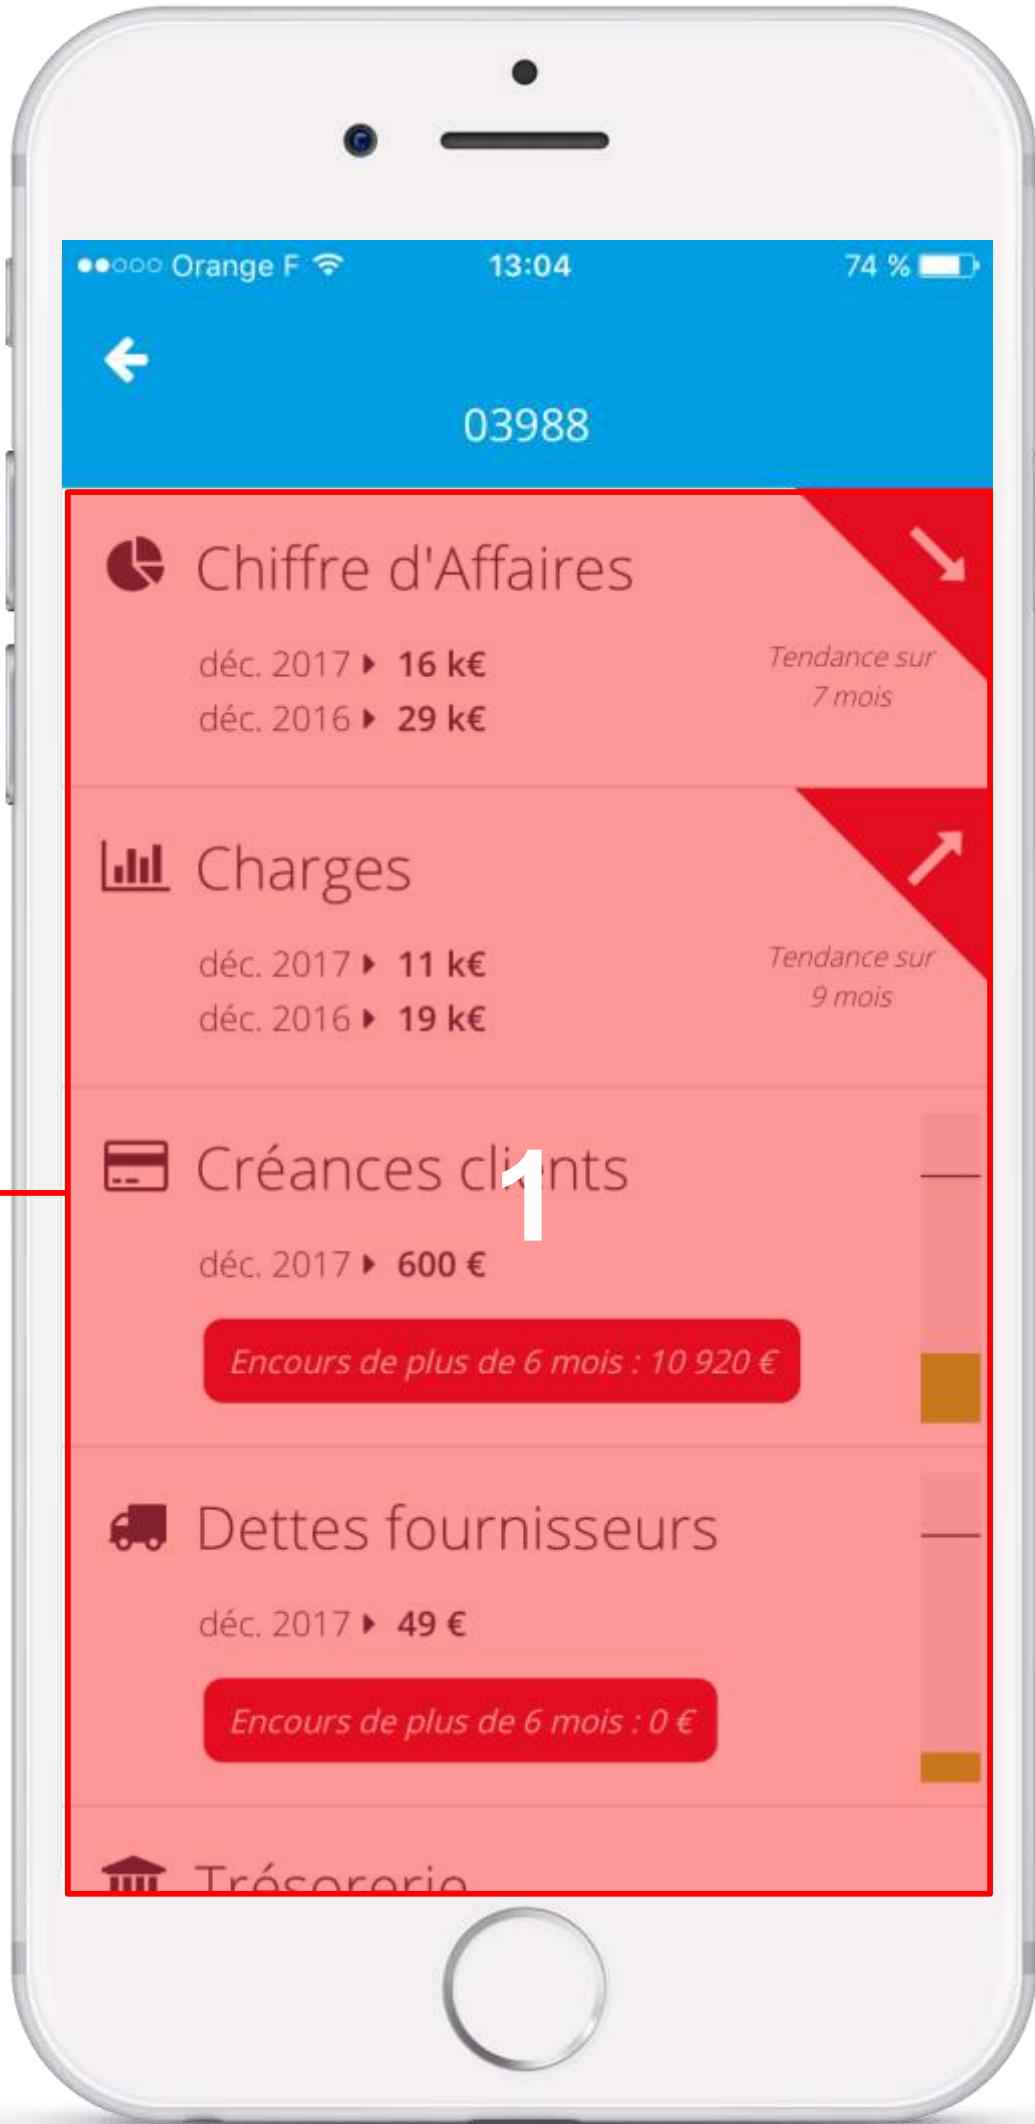 Orange F 13:04 74 %
03988
Chiffre d'Affaires
déc. 2017 16 k€
déc. 2016 29 k€
Tendance sur
7 mois
Charges
déc. 2017 11 k€
déc. 2016 19 k€
Tendance sur
9 mois
Créances clients
1
déc. 2017 600 €
Encours de plus de 6 mois : 10 920 €
Dettes fournisseurs
déc. 2017 49 €
Encours de plus de 6 mois : 0 €
Trésorerie